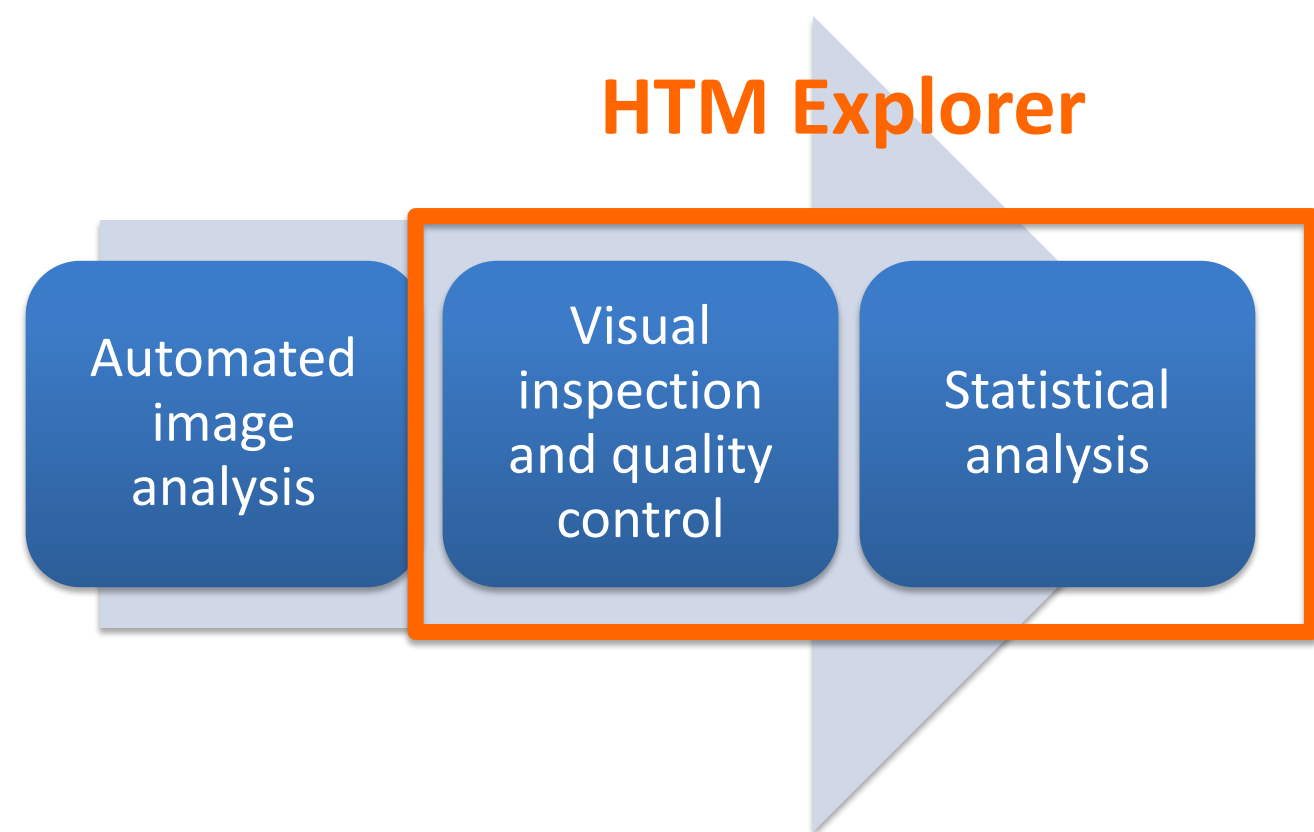 HTM Explorer
Automated
image
analysis
Visual
inspection
and quality
control
Statistical
analysis